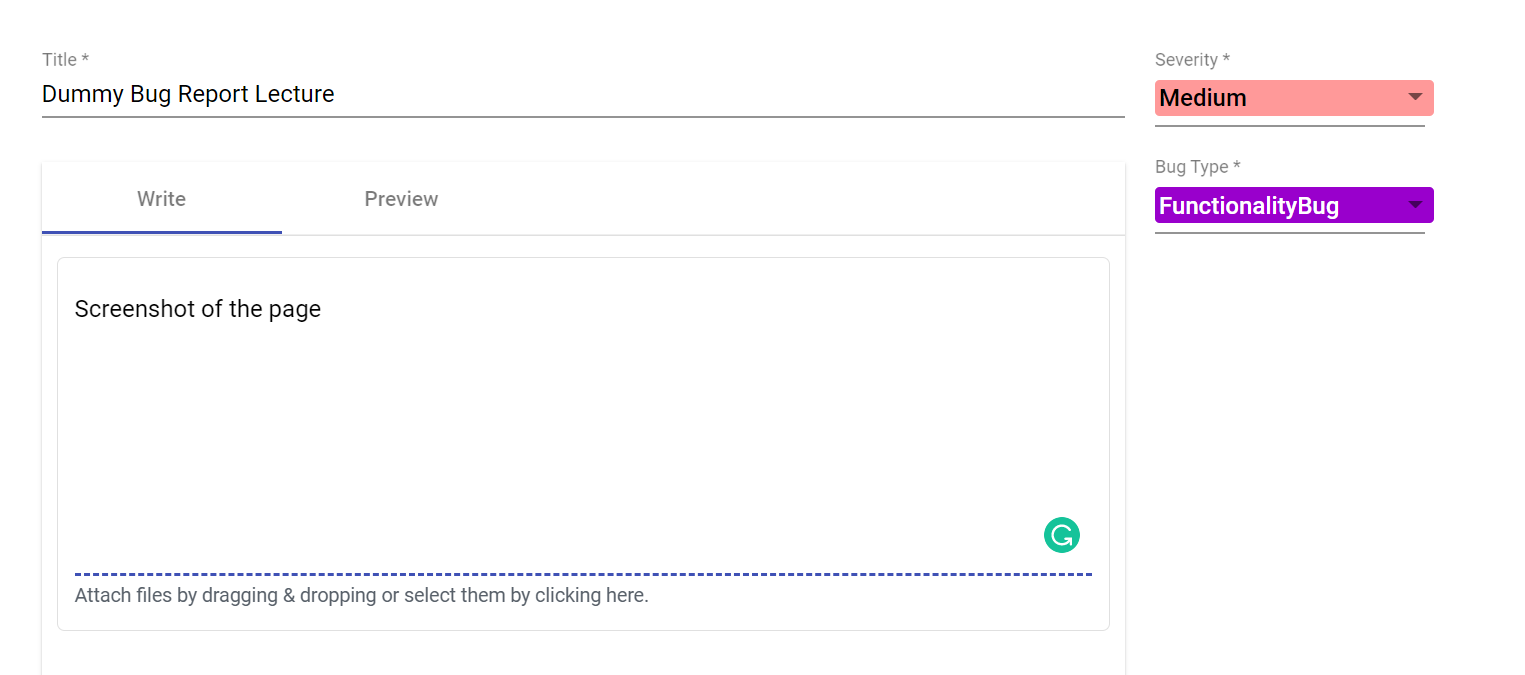 Title *
Dummy Bug Report Lecture
Severity *
Medium
Bug Type *
FunctionalityBug
Write
Preview
Screenshot of the page
Attach files by dragging & dropping or select them by clicking here.